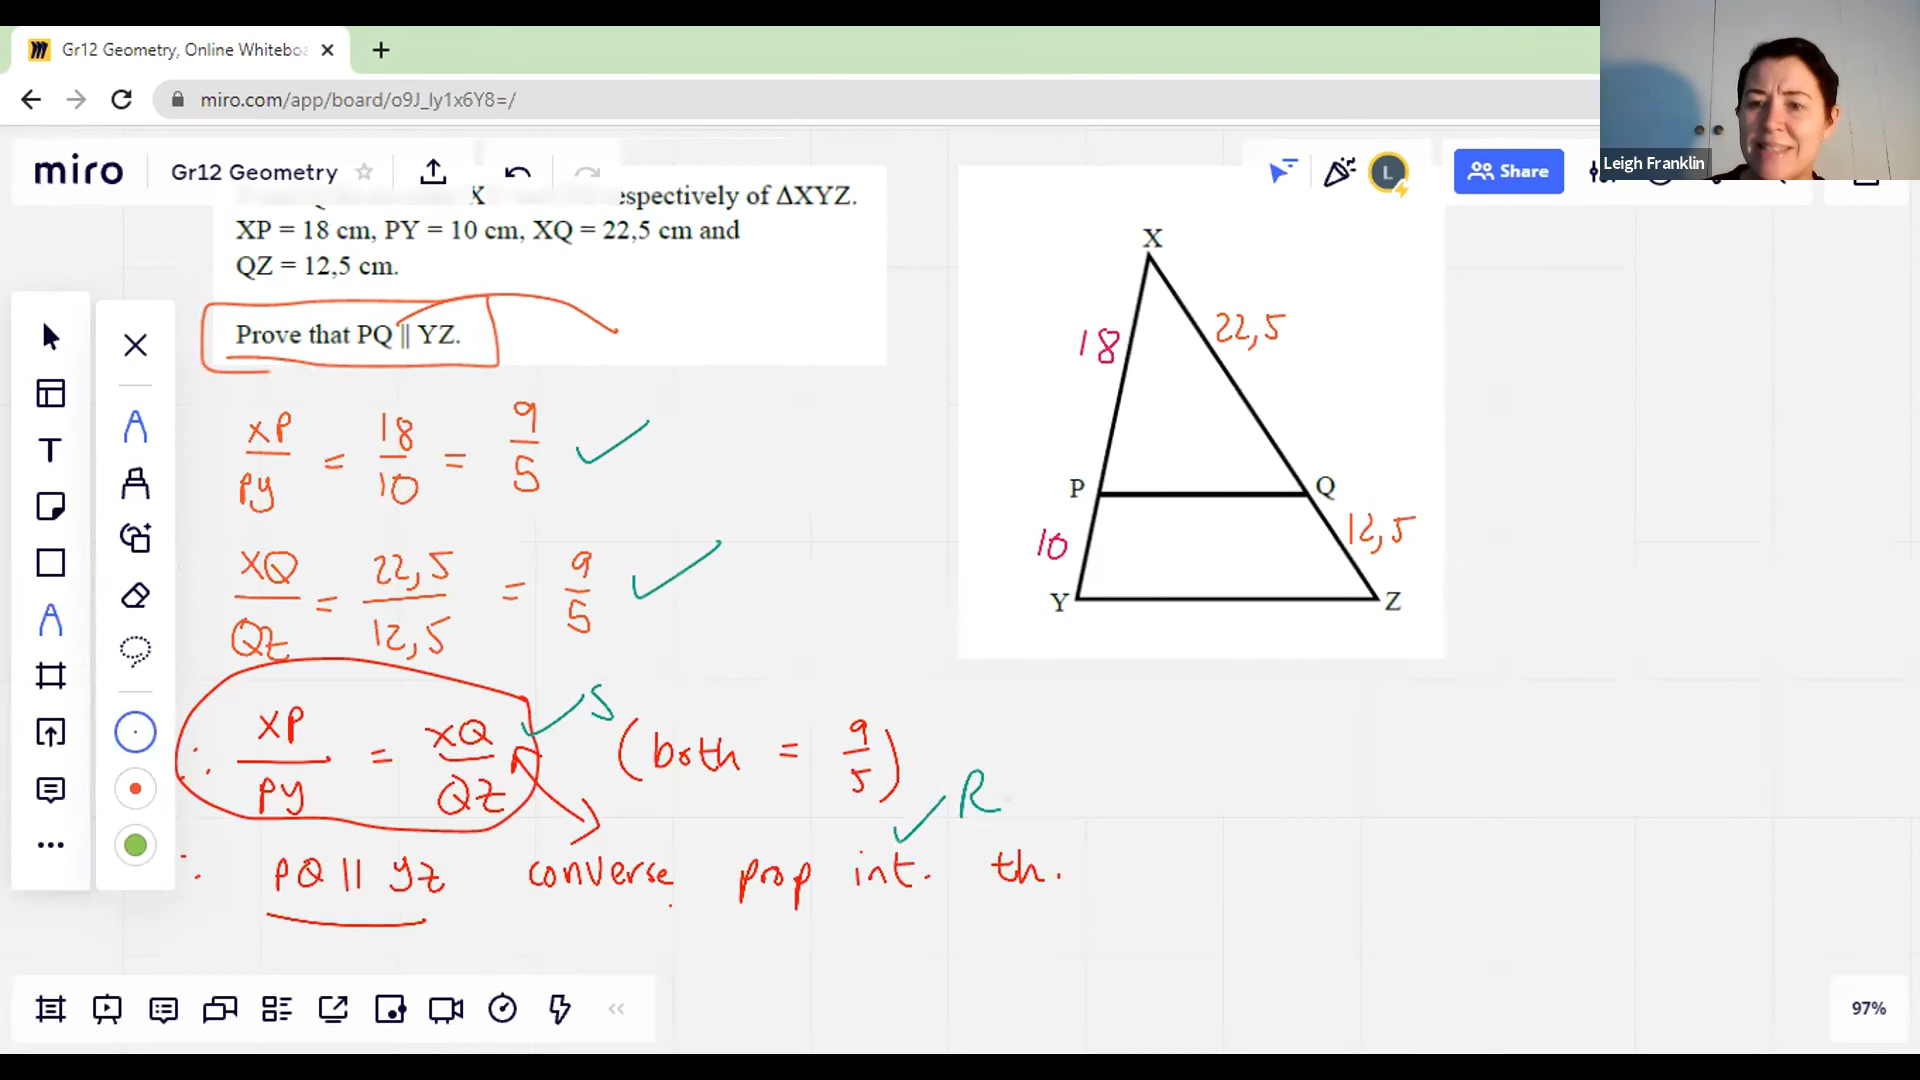 Gr12 Geometry, Online Whiteboa
miro.com/app/board/o9J_ly1x6Y8=/
Leigh Franklin
miro
Gr12 Geometry
L
Share
X
respectively of ΔXYZ.
XP = 18 cm, PY = 10 cm, XQ = 22,5 cm and
QZ = 12,5 cm.
Prove that PQ || YZ.
XP/PY = 18/10 = 9/5 ✓
XQ/QZ = 22,5/12,5 = 9/5 ✓
∴ XP/PY = XQ/QZ ✓ S (both = 9/5)
✓ R
∴ PQ || YZ converse prop int. th.
X
18
22,5
P
Q
10
12,5
Y
Z
97%